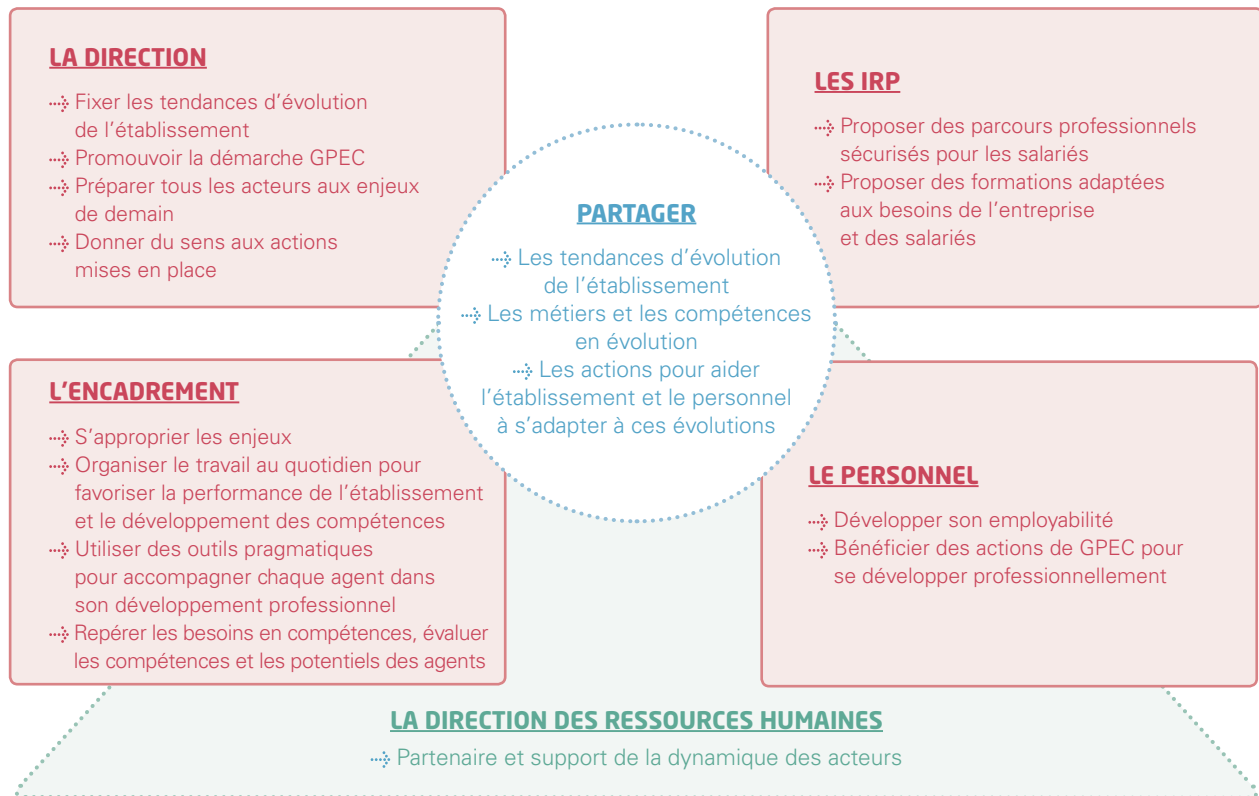 LA DIRECTION
Fixer les tendances d'évolution
de l'établissement
Promouvoir la démarche GPEC
Préparer tous les acteurs aux enjeux
de demain
Donner du sens aux actions
mises en place
LES IRP
Proposer des parcours professionnels
sécurisés pour les salariés
Proposer des formations adaptées
aux besoins de l'entreprise
et des salariés
PARTAGER
Les tendances d'évolution
de l'établissement
Les métiers et les compétences
en évolution
Les actions pour aider
l'établissement et le personnel
à s'adapter à ces évolutions
L'ENCADREMENT
S'approprier les enjeux
Organiser le travail au quotidien pour
favoriser la performance de l'établissement
et le développement des compétences
Utiliser des outils pragmatiques
pour accompagner chaque agent dans
son développement professionnel
Repérer les besoins en compétences, évaluer
les compétences et les potentiels des agents
LE PERSONNEL
Développer son employabilité
Bénéficier des actions de GPEC pour
se développer professionnellement
LA DIRECTION DES RESSOURCES HUMAINES
Partenaire et support de la dynamique des acteurs